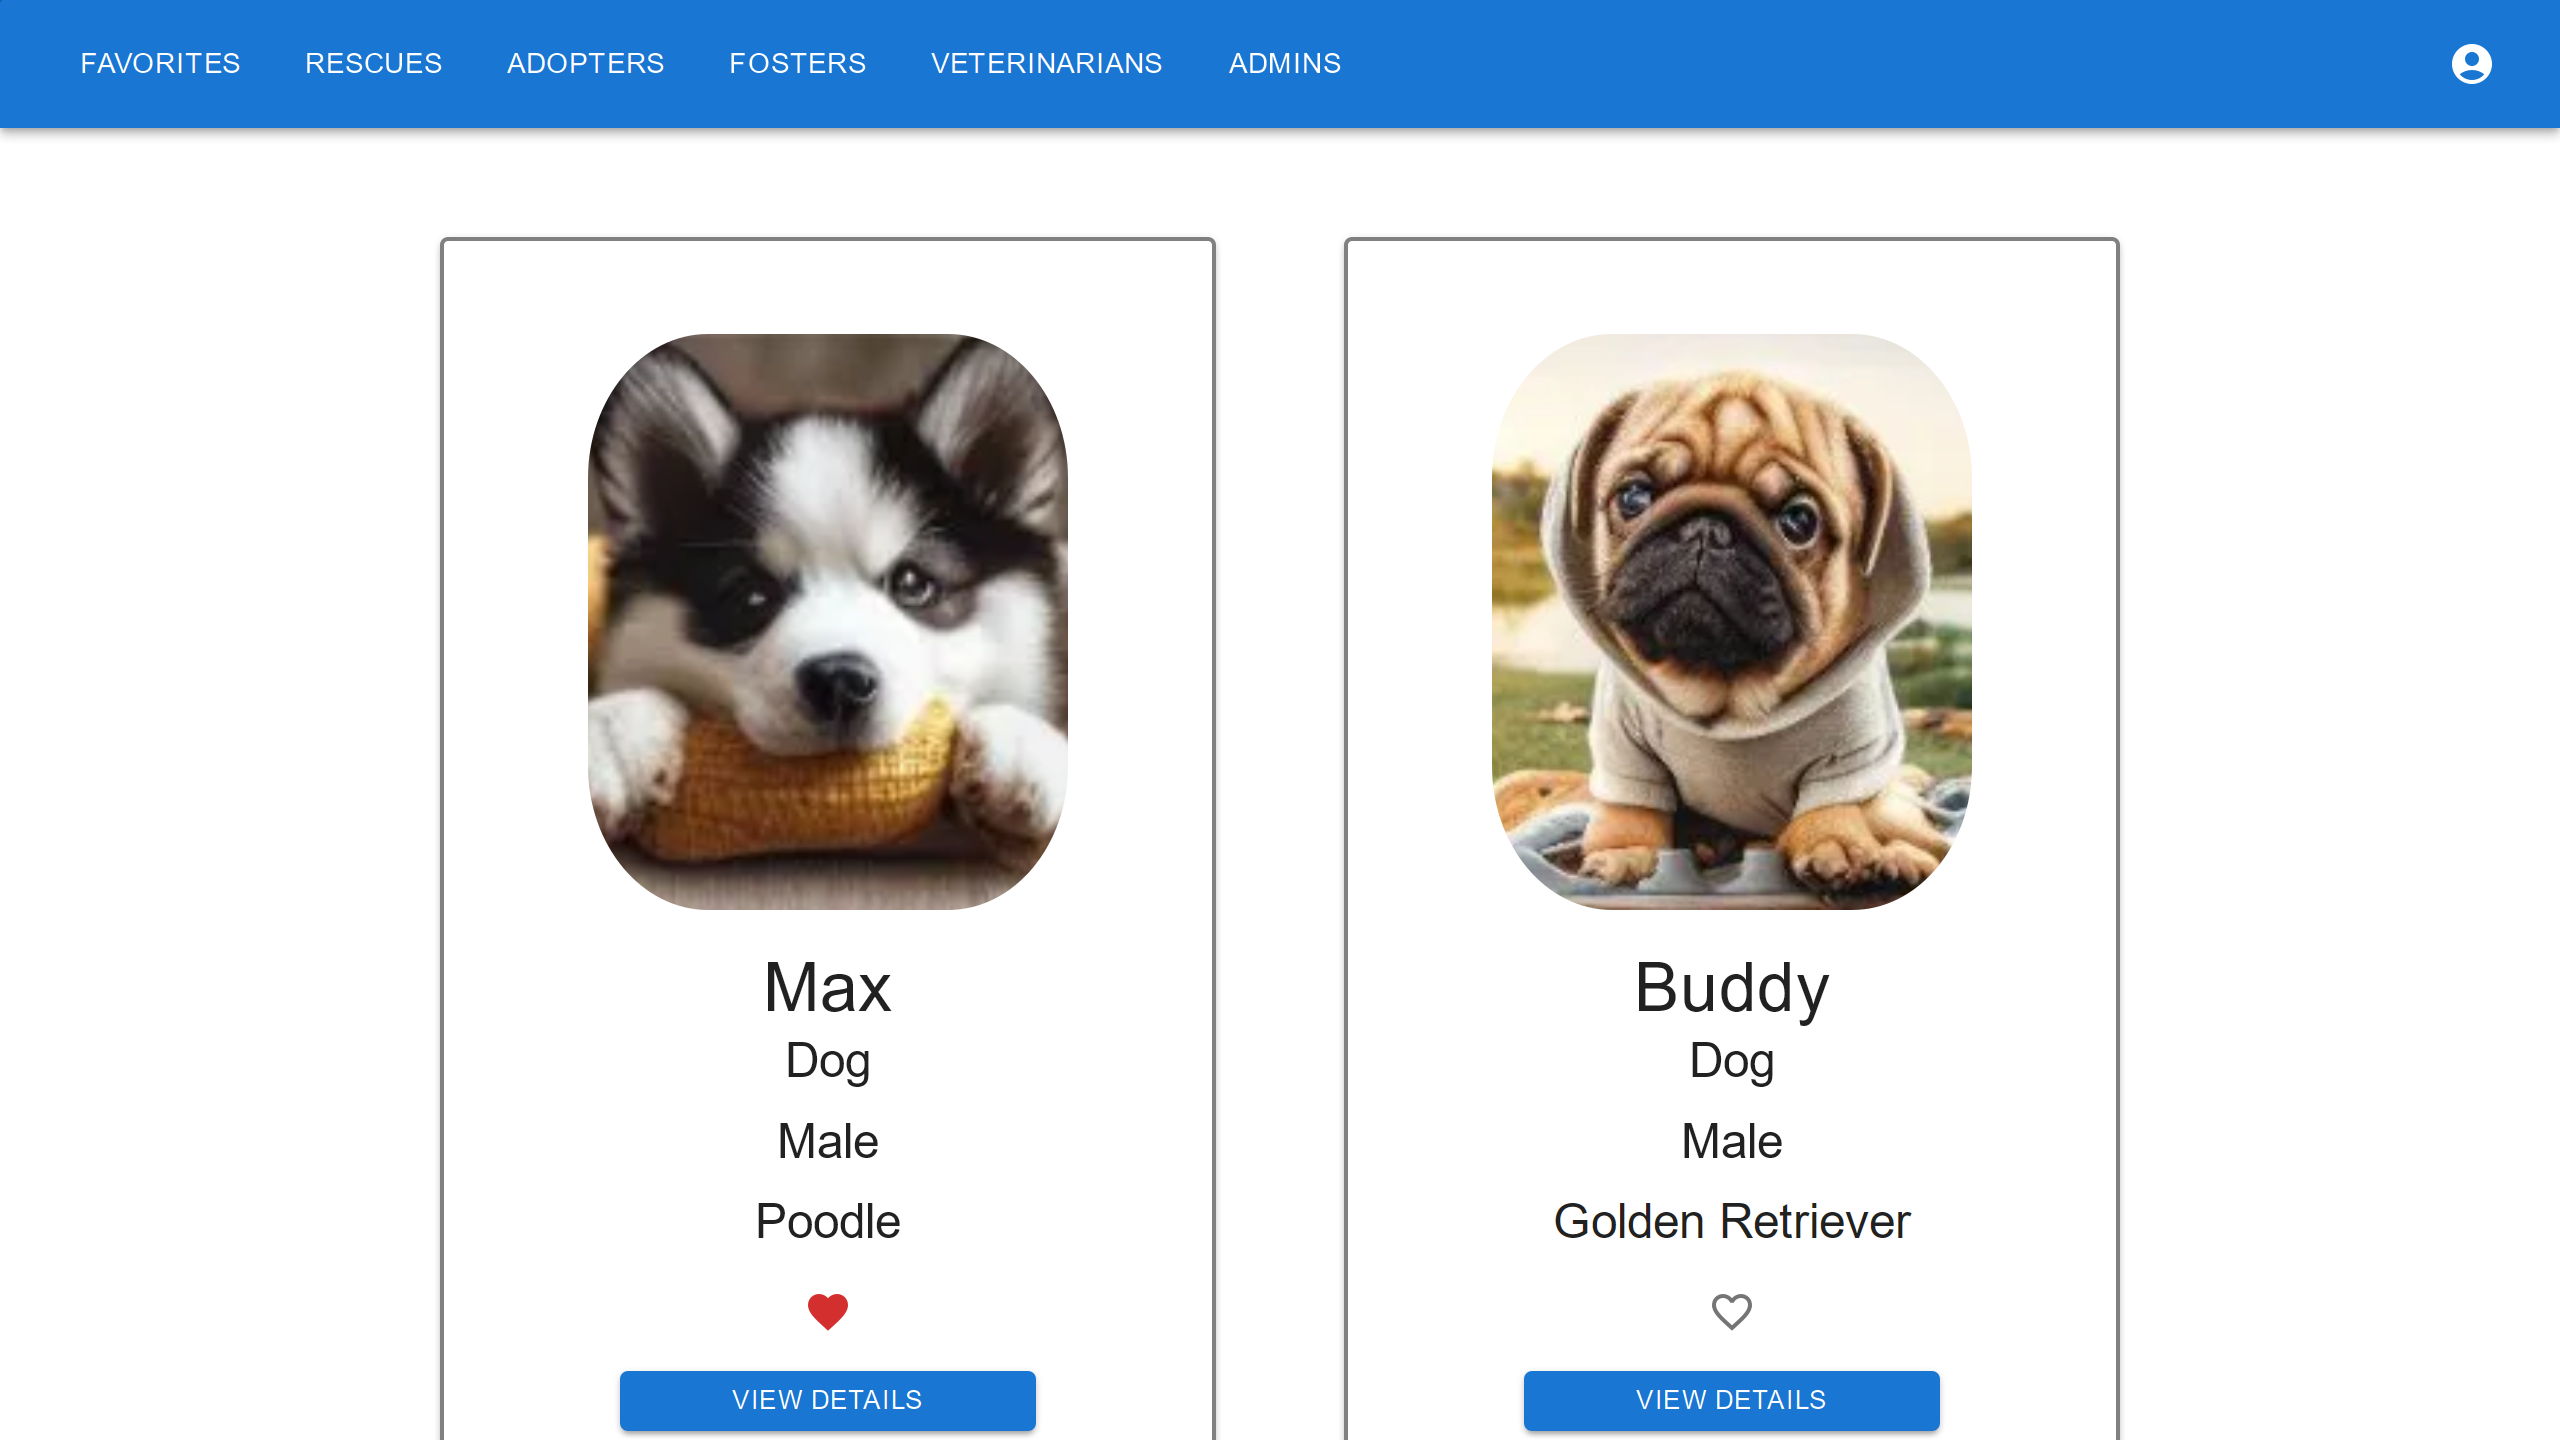 FAVORITES RESCUES ADOPTERS FOSTERS VETERINARIANS ADMINS
Max
Dog
Male
Poodle
VIEW DETAILS
Buddy
Dog
Male
Golden Retriever
VIEW DETAILS